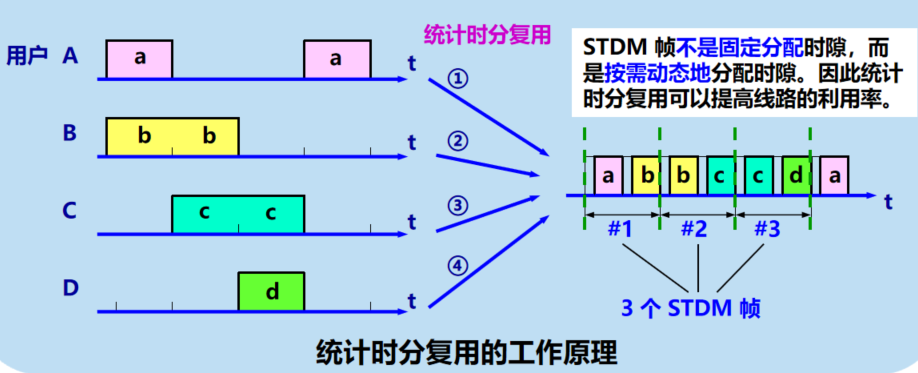 统计时分复用
STDM 帧不是固定分配时隙，而
是按需动态地分配时隙。因此统计
时分复用可以提高线路的利用率。
用户 A a a t ①
B b b t ②
C c c t ③
D d t ④
a b b c c d a t
#1 #2 #3
3 个 STDM 帧
统计时分复用的工作原理